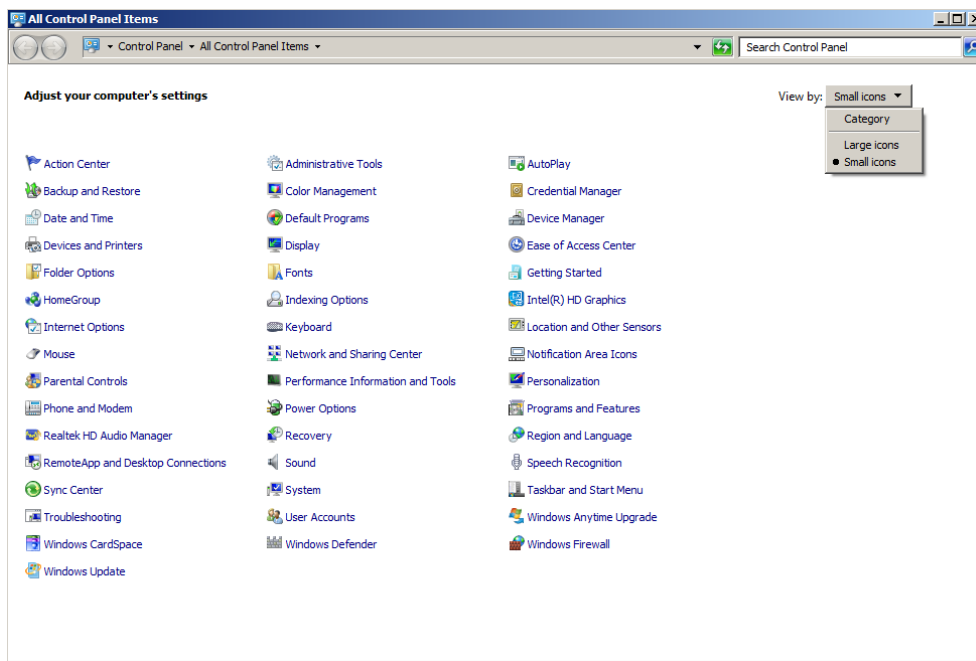 All Control Panel Items
Control Panel All Control Panel Items Search Control Panel
Adjust your computer's settings View by: Small icons
Category
Large icons
Small icons
Action Center Administrative Tools AutoPlay
Backup and Restore Color Management Credential Manager
Date and Time Default Programs Device Manager
Devices and Printers Display Ease of Access Center
Folder Options Fonts Getting Started
HomeGroup Indexing Options Intel(R) HD Graphics
Internet Options Keyboard Location and Other Sensors
Mouse Network and Sharing Center Notification Area Icons
Parental Controls Performance Information and Tools Personalization
Phone and Modem Power Options Programs and Features
Realtek HD Audio Manager Recovery Region and Language
RemoteApp and Desktop Connections Sound Speech Recognition
Sync Center System Taskbar and Start Menu
Troubleshooting User Accounts Windows Anytime Upgrade
Windows CardSpace Windows Defender Windows Firewall
Windows Update